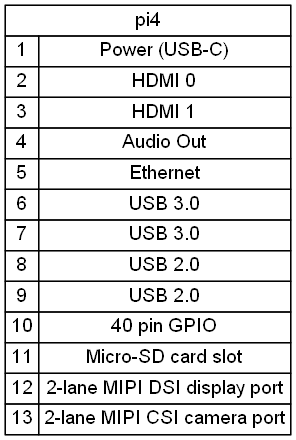 pi4
1 Power (USB-C)
2 HDMI 0
3 HDMI 1
4 Audio Out
5 Ethernet
6 USB 3.0
7 USB 3.0
8 USB 2.0
9 USB 2.0
10 40 pin GPIO
11 Micro-SD card slot
12 2-lane MIPI DSI display port
13 2-lane MIPI CSI camera port